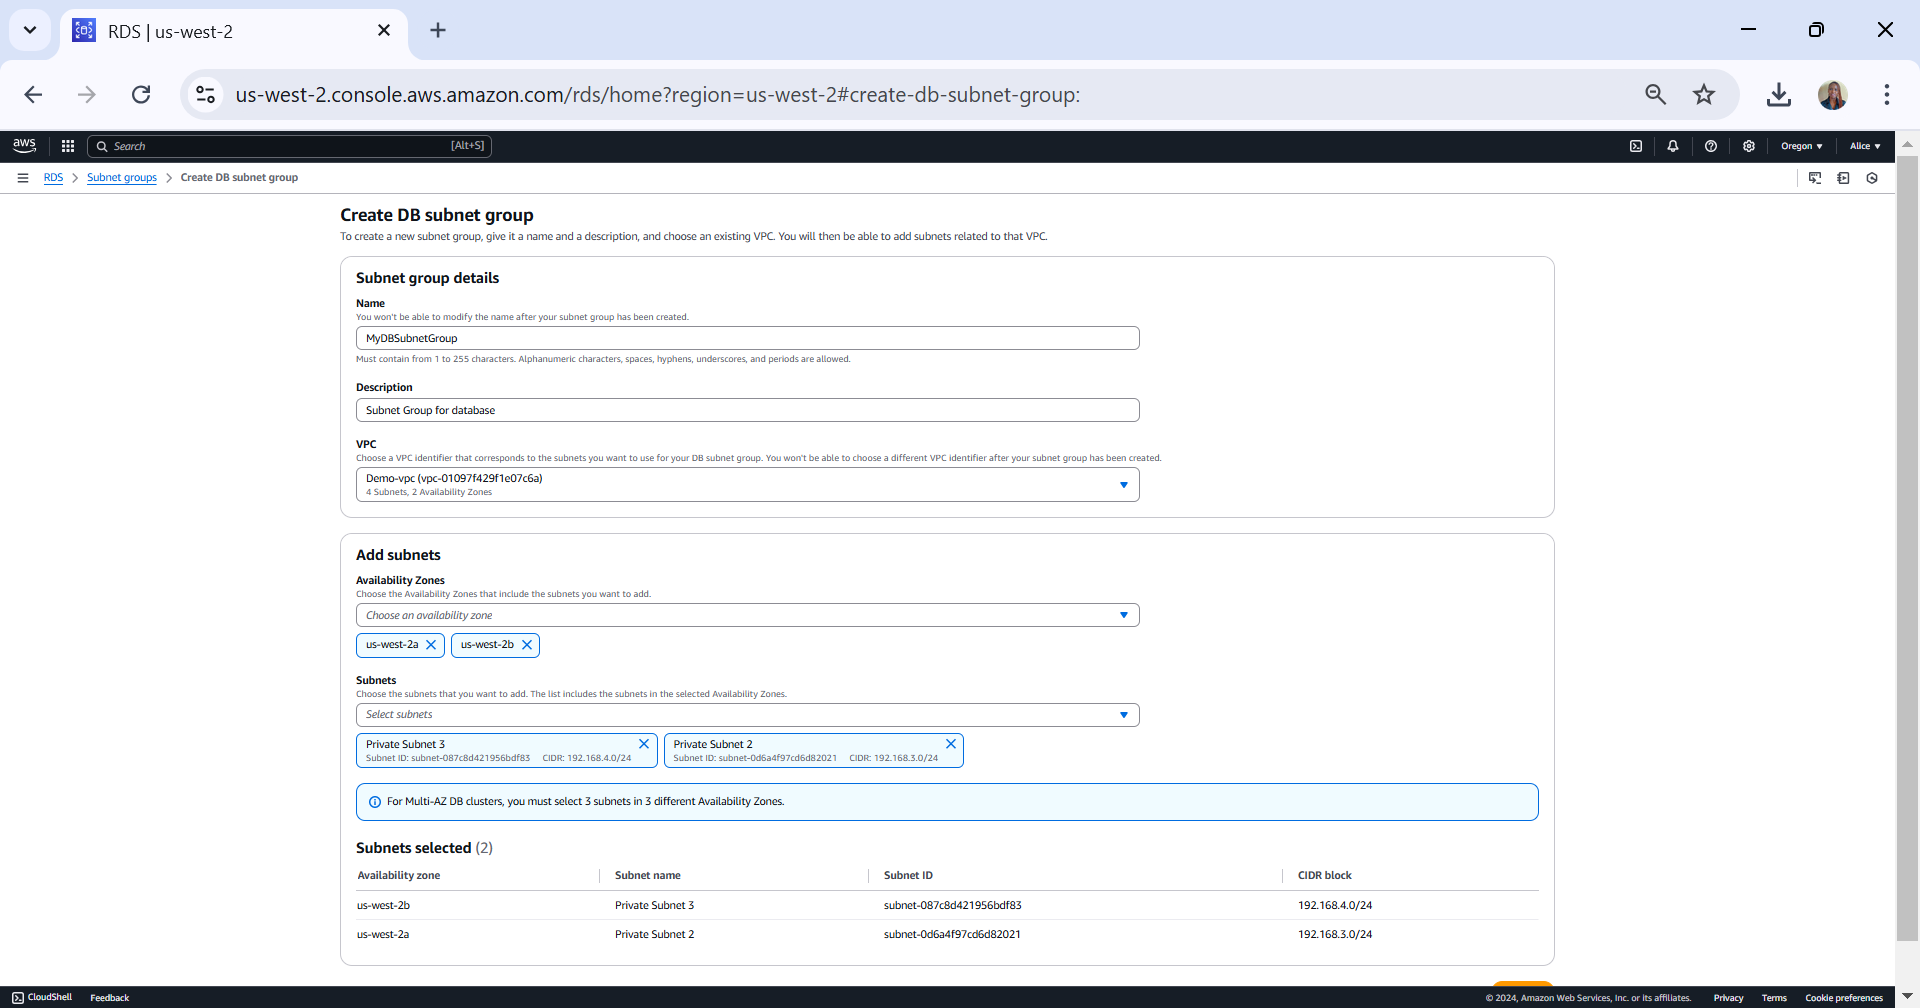 RDS | us-west-2
us-west-2.console.aws.amazon.com/rds/home?region=us-west-2#create-db-subnet-group:
aws
Search [Alt+S]
Oregon
Alice
RDS > Subnet groups > Create DB subnet group
Create DB subnet group
To create a new subnet group, give it a name and a description, and choose an existing VPC. You will then be able to add subnets related to that VPC.
Subnet group details
Name
You won't be able to modify the name after your subnet group has been created.
MyDBSubnetGroup
Must contain from 1 to 255 characters. Alphanumeric characters, spaces, hyphens, underscores, and periods are allowed.
Description
Subnet Group for database
VPC
Choose a VPC identifier that corresponds to the subnets you want to use for your DB subnet group. You won't be able to choose a different VPC identifier after your subnet group has been created.
Demo-vpc (vpc-01097f429f1e07c6a)
4 Subnets, 2 Availability Zones
Add subnets
Availability Zones
Choose the Availability Zones that include the subnets you want to add.
Choose an availability zone
us-west-2a us-west-2b
Subnets
Choose the subnets that you want to add. The list includes the subnets in the selected Availability Zones.
Select subnets
Private Subnet 3
Subnet ID: subnet-087c8d421956bdf83 CIDR: 192.168.4.0/24
Private Subnet 2
Subnet ID: subnet-0d6a4f97cd6d82021 CIDR: 192.168.3.0/24
For Multi-AZ DB clusters, you must select 3 subnets in 3 different Availability Zones.
Subnets selected (2)
Availability zone Subnet name Subnet ID CIDR block
us-west-2b Private Subnet 3 subnet-087c8d421956bdf83 192.168.4.0/24
us-west-2a Private Subnet 2 subnet-0d6a4f97cd6d82021 192.168.3.0/24
CloudShell Feedback © 2024, Amazon Web Services, Inc. or its affiliates. Privacy Terms Cookie preferences